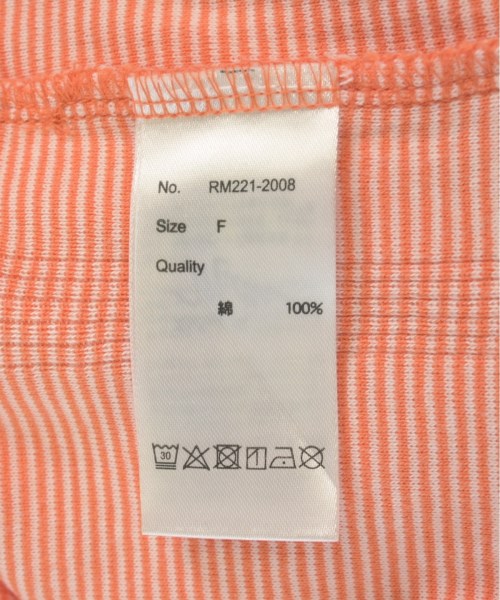 No. RM221-2008
Size F
Quality
綿 100%
30